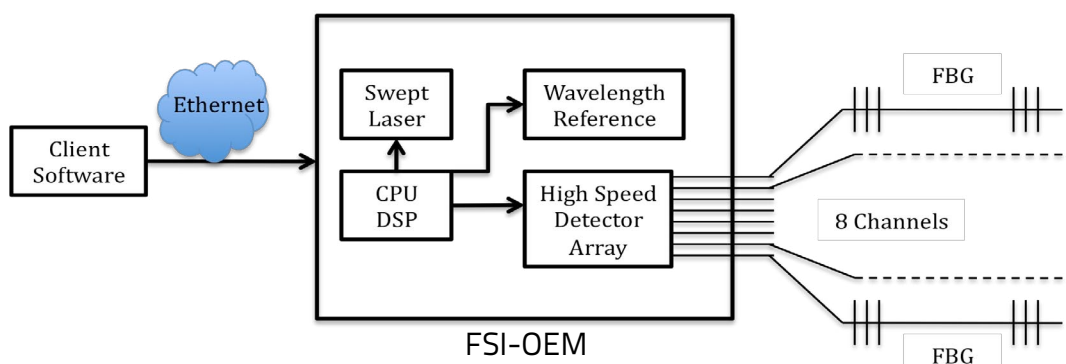 FBG
Ethernet
Swept
Laser
Wavelength
Reference
Client
Software
CPU
DSP
High Speed
Detector
Array
8 Channels
FSI-OEM
FBG